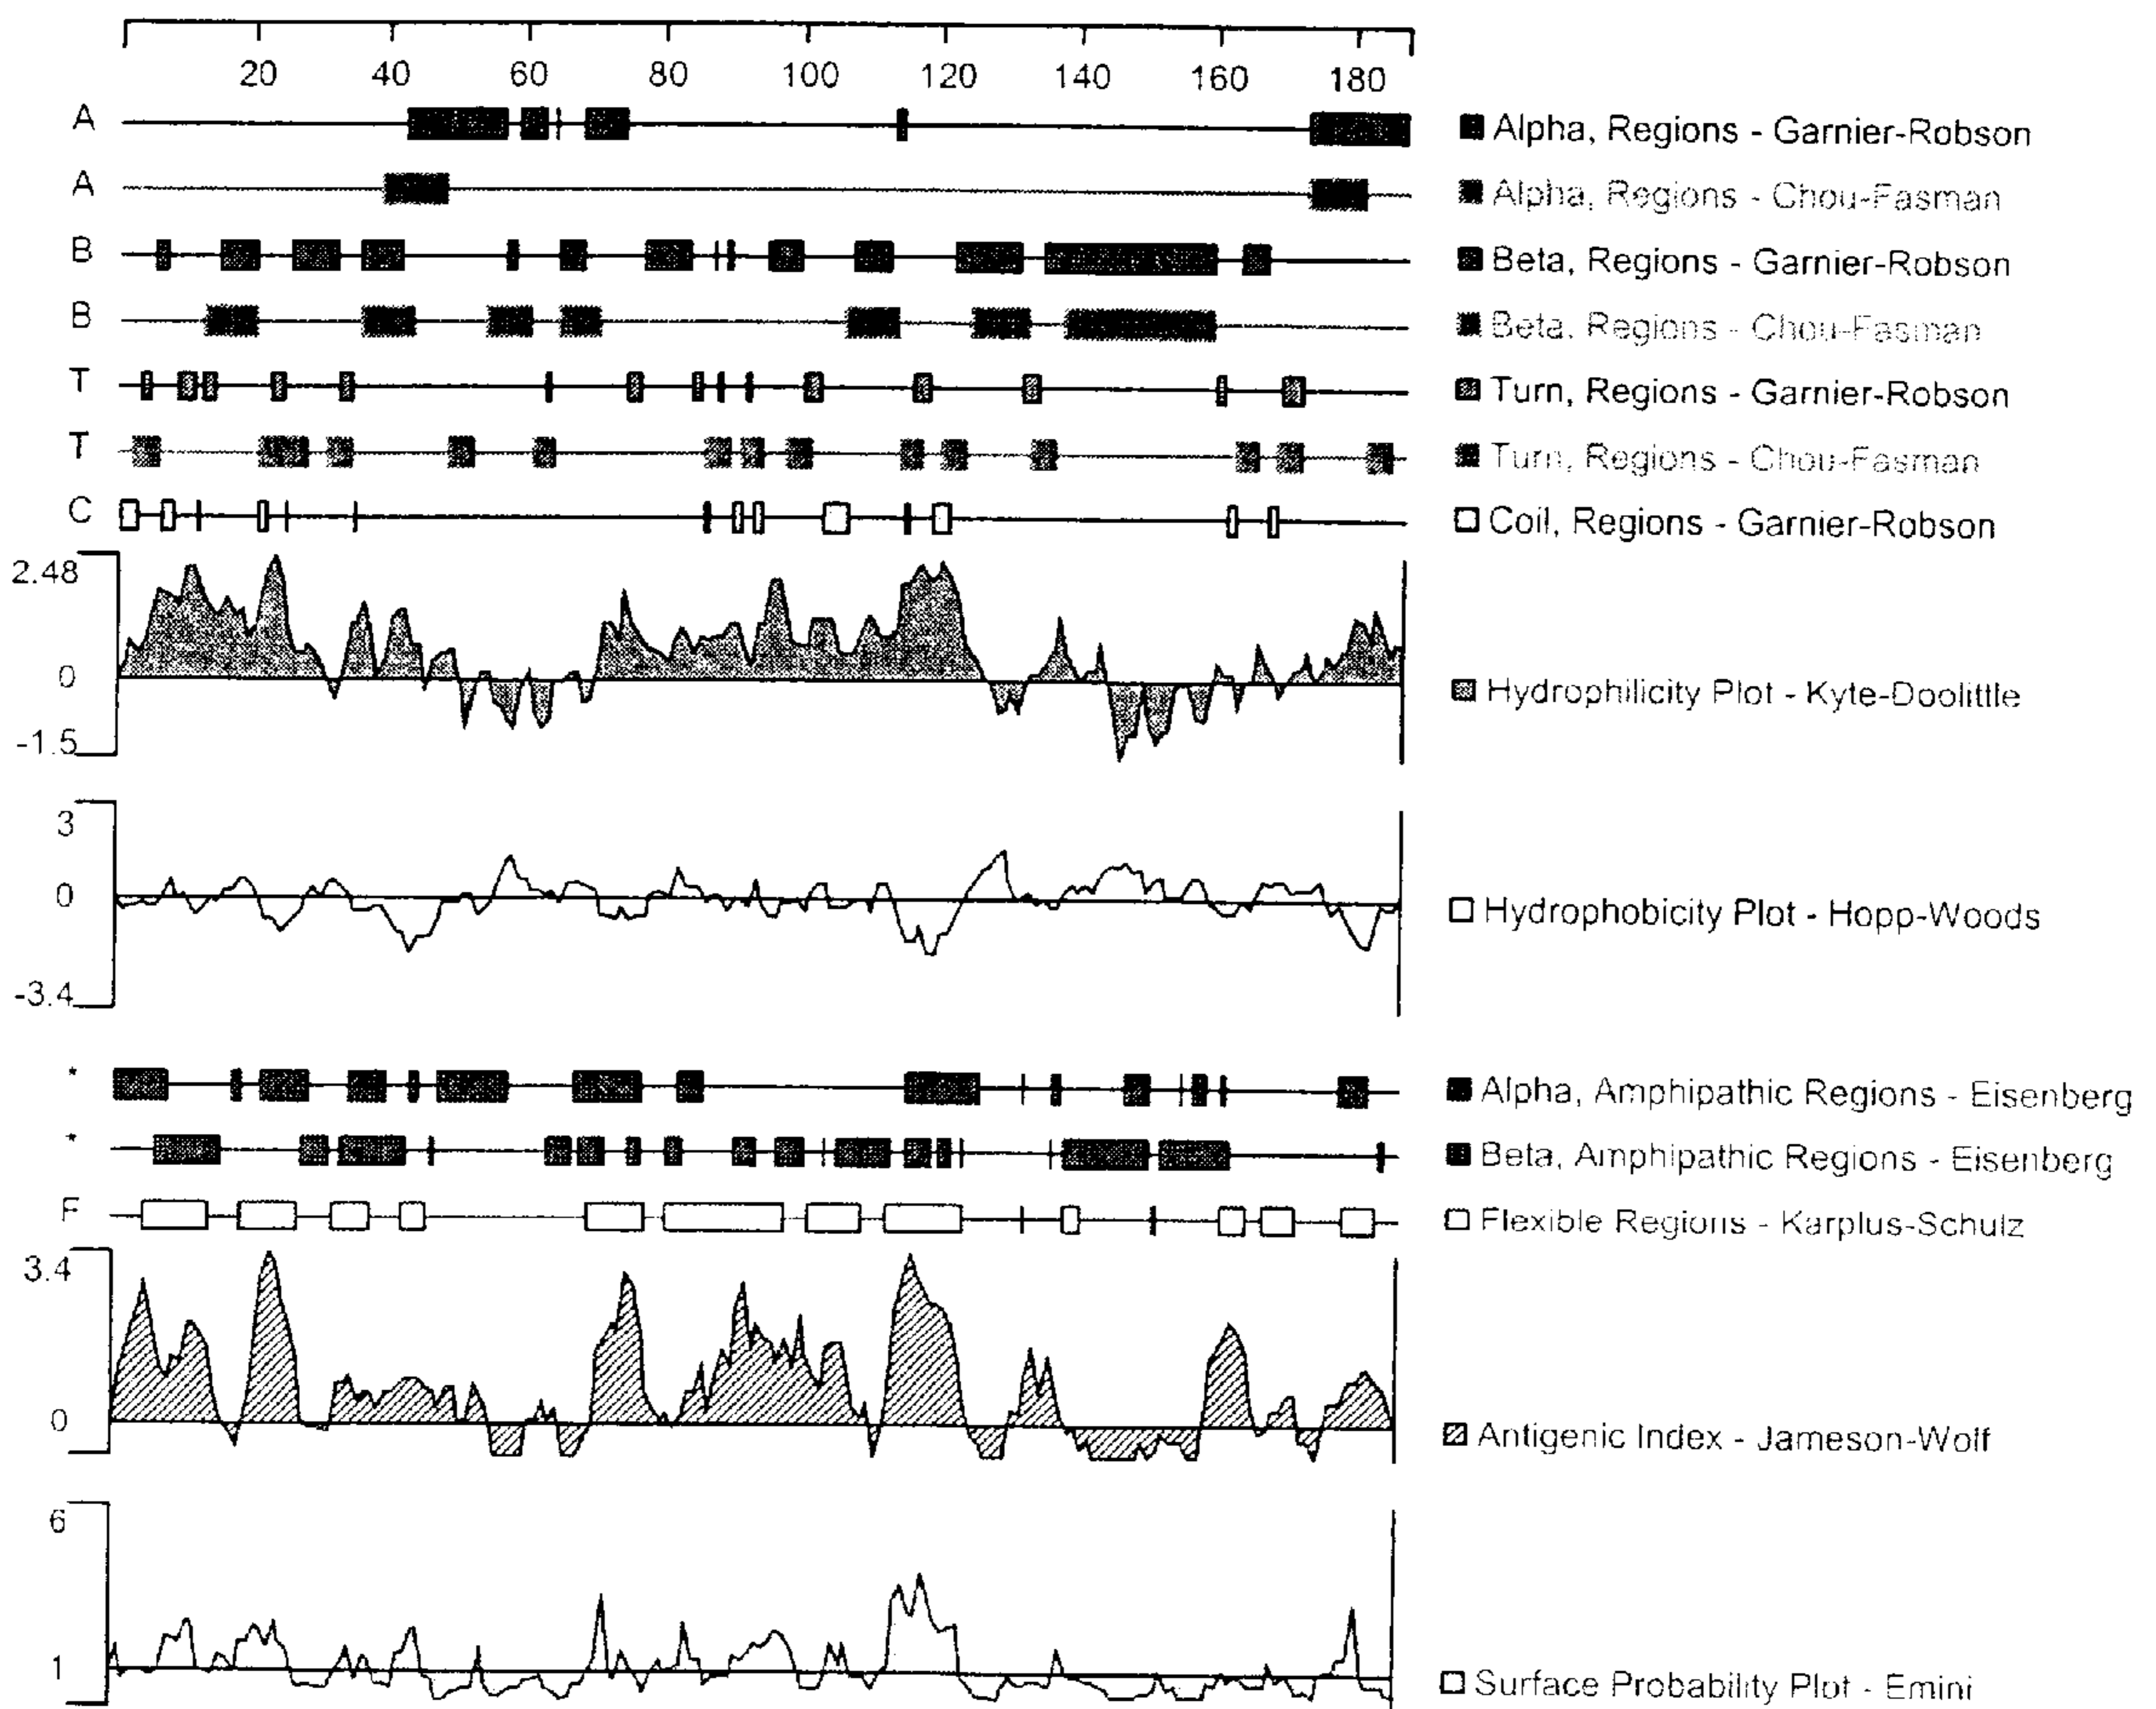 20 40 60 80 100 120 140 160 180
A Alpha, Regions - Garnier-Robson
A Alpha, Regions - Chou-Fasman
B Beta, Regions - Garnier-Robson
B Beta, Regions - Chou-Fasman
T Turn, Regions - Garnier-Robson
T Turn, Regions - Chou-Fasman
C Coil, Regions - Garnier-Robson
2.48
0 Hydrophilicity Plot - Kyte-Doolittle
-1.5
3
0 Hydrophobicity Plot - Hopp-Woods
-3.4
* Alpha, Amphipathic Regions - Eisenberg
* Beta, Amphipathic Regions - Eisenberg
F Flexible Regions - Karplus-Schulz
3.4
0 Antigenic Index - Jameson-Wolf
6
1 Surface Probability Plot - Emini